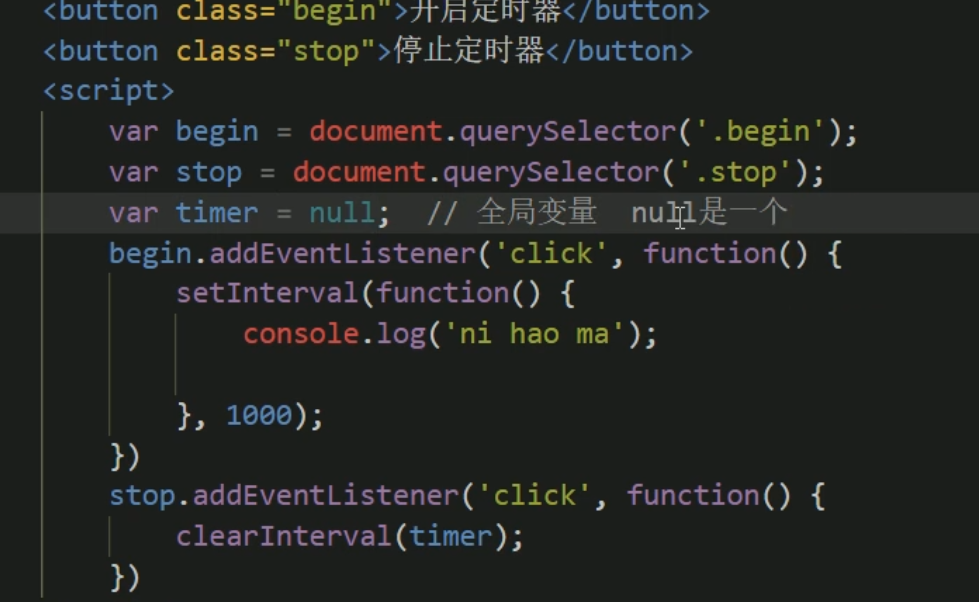 <button class="begin">开启定时器</button>
<button class="stop">停止定时器</button>
<script>
var begin = document.querySelector('.begin');
var stop = document.querySelector('.stop');
var timer = null;  // 全局变量  null是一个
begin.addEventListener('click', function() {
setInterval(function() {
console.log('ni hao ma');
}, 1000);
})
stop.addEventListener('click', function() {
clearInterval(timer);
})